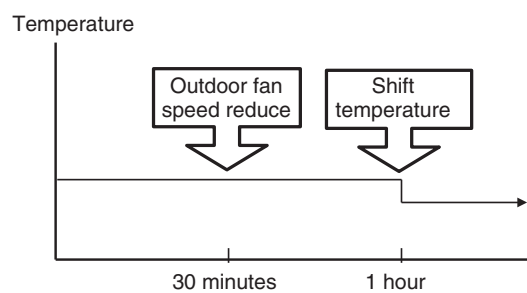 Temperature
Outdoor fan
speed reduce
Shift
temperature
30 minutes
1 hour